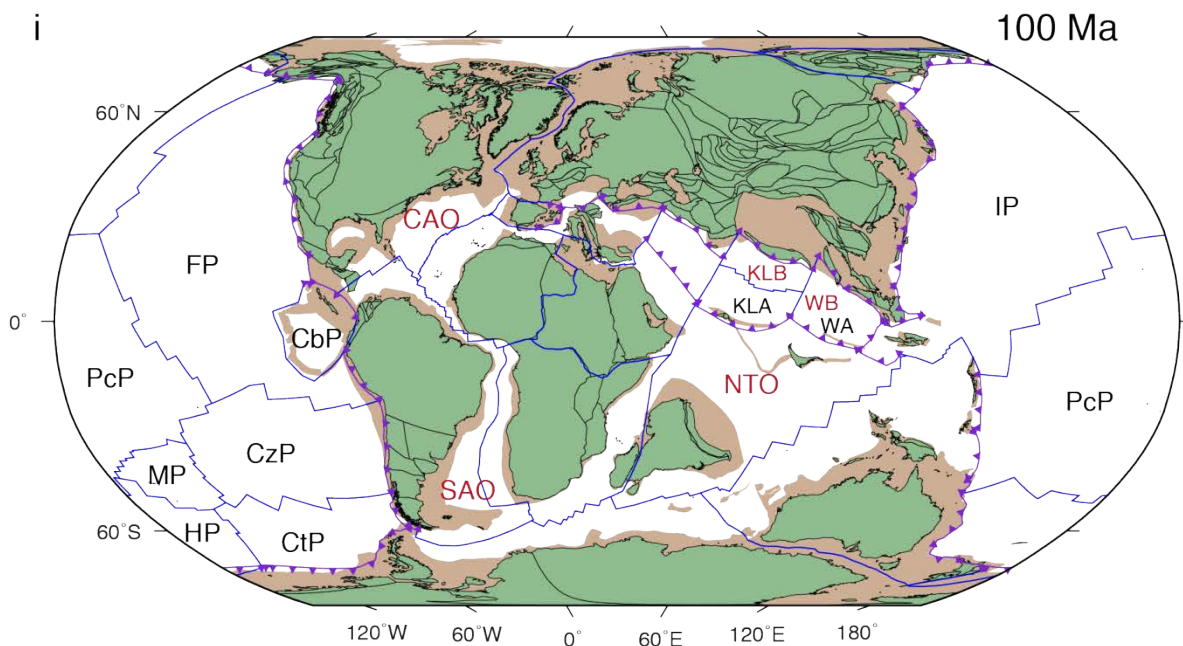 i
100 Ma
60°N
CAO
IP
FP
KLB
KLA
WB
WA
0°
CbP
PcP
NTO
PcP
CzP
MP
SAO
60°S
HP
CtP
120°W
60°W
0°
60°E
120°E
180°